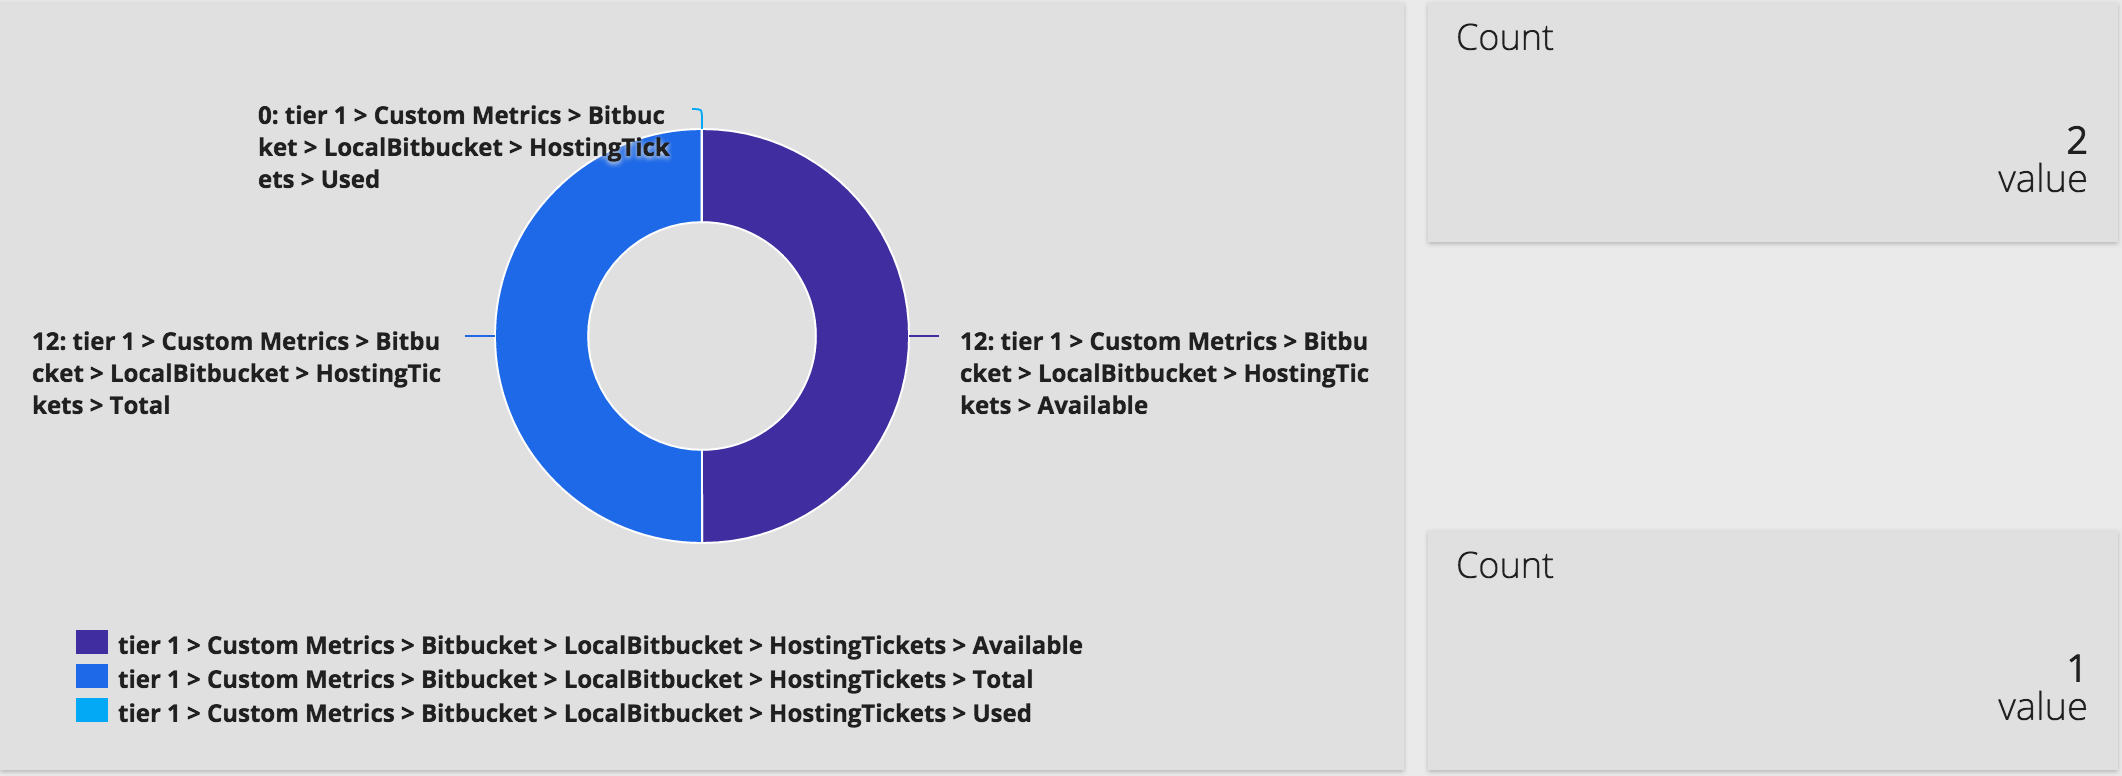 0: tier 1 > Custom Metrics > Bitbuc
ket > LocalBitbucket > HostingTick
ets > Used
12: tier 1 > Custom Metrics > Bitbu
cket > LocalBitbucket > HostingTic
kets > Total
12: tier 1 > Custom Metrics > Bitbu
cket > LocalBitbucket > HostingTic
kets > Available
tier 1 > Custom Metrics > Bitbucket > LocalBitbucket > HostingTickets > Available
tier 1 > Custom Metrics > Bitbucket > LocalBitbucket > HostingTickets > Total
tier 1 > Custom Metrics > Bitbucket > LocalBitbucket > HostingTickets > Used
Count
2
value
Count
1
value